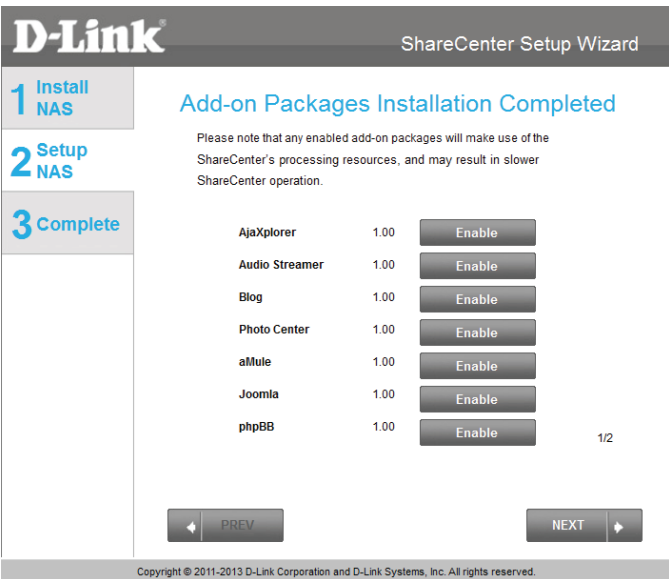 D-Link®
ShareCenter Setup Wizard
1 Install
NAS
2 Setup
NAS
3 Complete
Add-on Packages Installation Completed
Please note that any enabled add-on packages will make use of the
ShareCenter's processing resources, and may result in slower
ShareCenter operation.
AjaXplorer 1.00 Enable
Audio Streamer 1.00 Enable
Blog 1.00 Enable
Photo Center 1.00 Enable
aMule 1.00 Enable
Joomla 1.00 Enable
phpBB 1.00 Enable
1/2
PREV
NEXT
Copyright © 2011-2013 D-Link Corporation and D-Link Systems, Inc. All rights reserved.